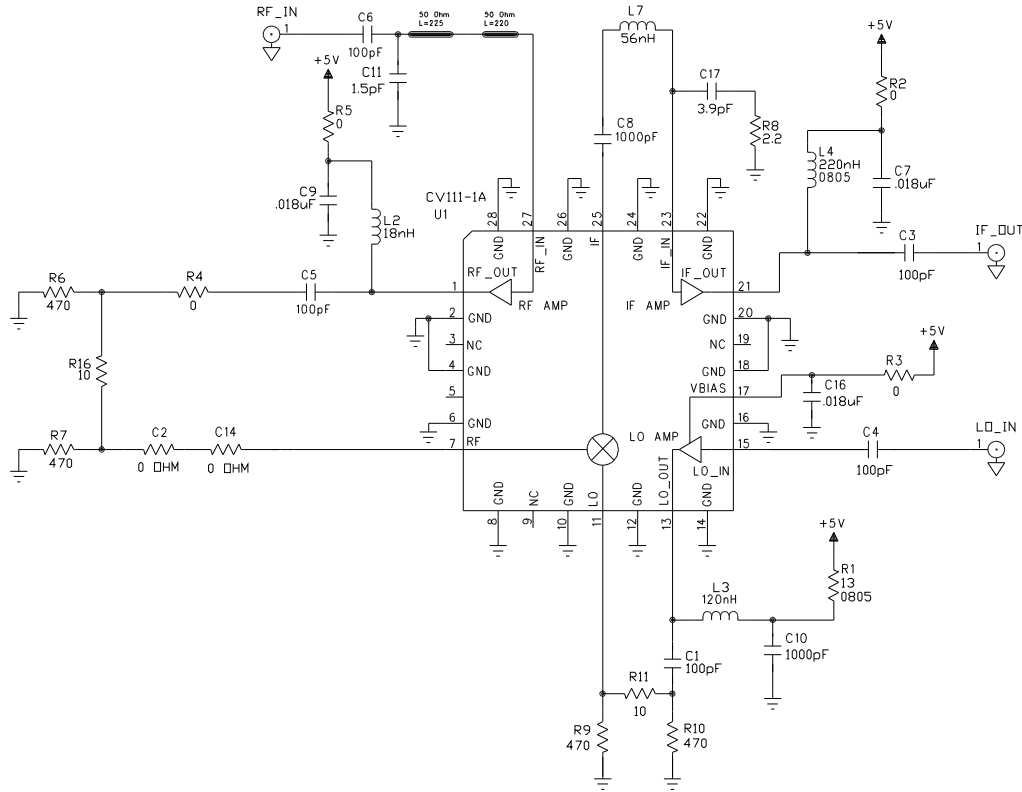 RF_IN
1
C6
100pF
50 Ohm
L=225
50 Ohm
L=220
C11
1.5pF
+5V
R5
0
C9
.018uF
L2
18nH
L7
56nH
C17
3.9pF
R8
2.2
C8
1000pF
+5V
R2
0
L4
220nH
0805
C7
.018uF
C3
100pF
IF_OUT
1
CV111-1A
U1
28
27
26
25
24
23
22
GND
RF_IN
GND
IF
GND
IF_IN
GND
RF_OUT
RF AMP
IF_OUT
IF AMP
R6
470
R4
0
C5
100pF
R16
10
R7
470
C2
0 OHM
C14
0 OHM
1
2
GND
3
NC
4
GND
5
6
GND
7
RF
21
20
GND
19
NC
18
GND
17
VBIAS
16
GND
15
LO_IN
LO AMP
LO_OUT
+5V
R3
0
C16
.018uF
C4
100pF
LO_IN
1
GND
NC
GND
LO
GND
GND
8
9
10
11
12
13
14
+5V
R1
13
0805
L3
120nH
C10
1000pF
C1
100pF
R11
10
R9
470
R10
470